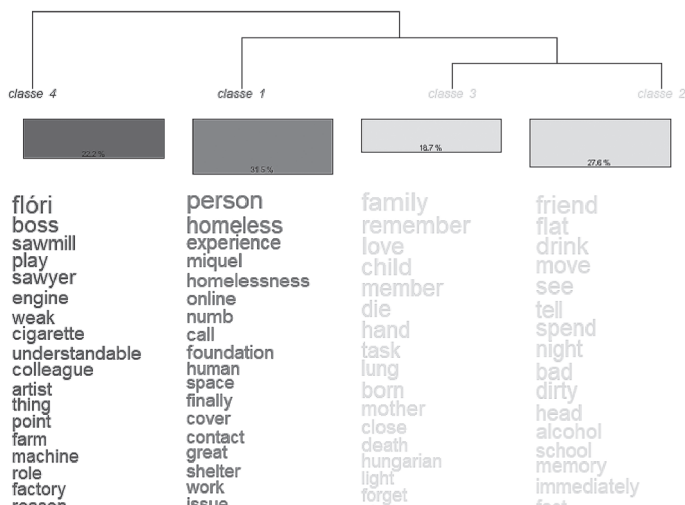 classe 4
classe 1
classe 3
classe 2
22.2 %
31.5 %
18.7 %
27.6 %
flóri
boss
sawmill
play
sawyer
engine
weak
cigarette
understandable
colleague
artist
thing
point
farm
machine
role
factory
reason
person
homeless
experience
miquel
homelessness
online
numb
call
foundation
human
space
finally
cover
contact
great
shelter
work
issue
family
remember
love
child
member
die
hand
task
lung
born
mother
close
death
hungarian
light
forget
friend
flat
drink
move
see
tell
spend
night
bad
dirty
head
alcohol
school
memory
immediately